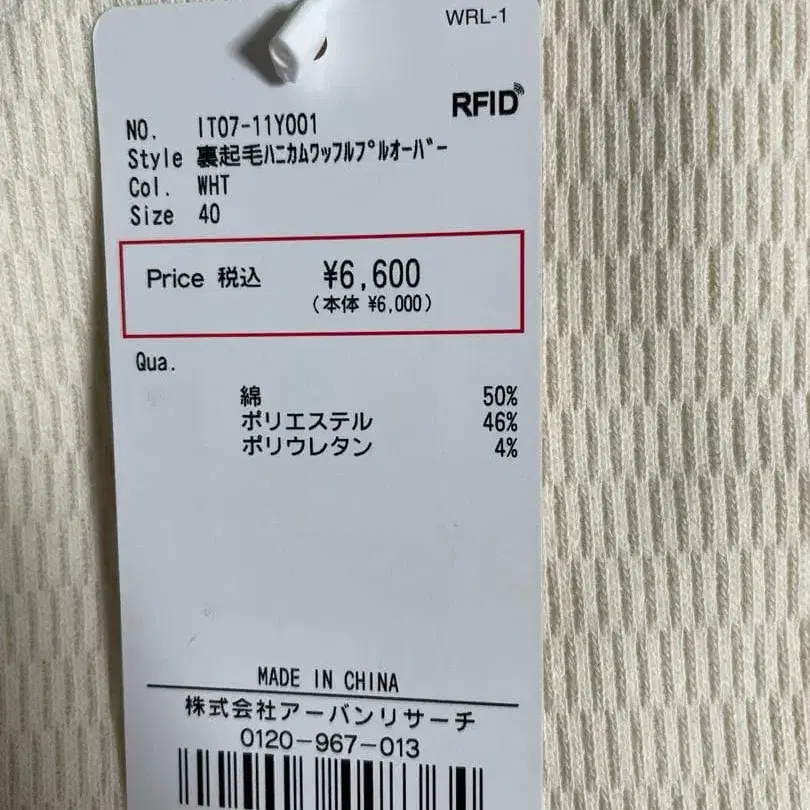 WRL-1
RFID
NO. IT07-11Y001
Style 裏起毛ﾊﾆｶﾑﾜｯﾌﾙﾌﾟﾙｵｰﾊﾞｰ
Col. WHT
Size 40
Price 税込 ¥6,600
(本体 ¥6,000)
Qua.
綿 50%
ポリエステル 46%
ポリウレタン 4%
MADE IN CHINA
株式会社アーバンリサーチ
0120-967-013